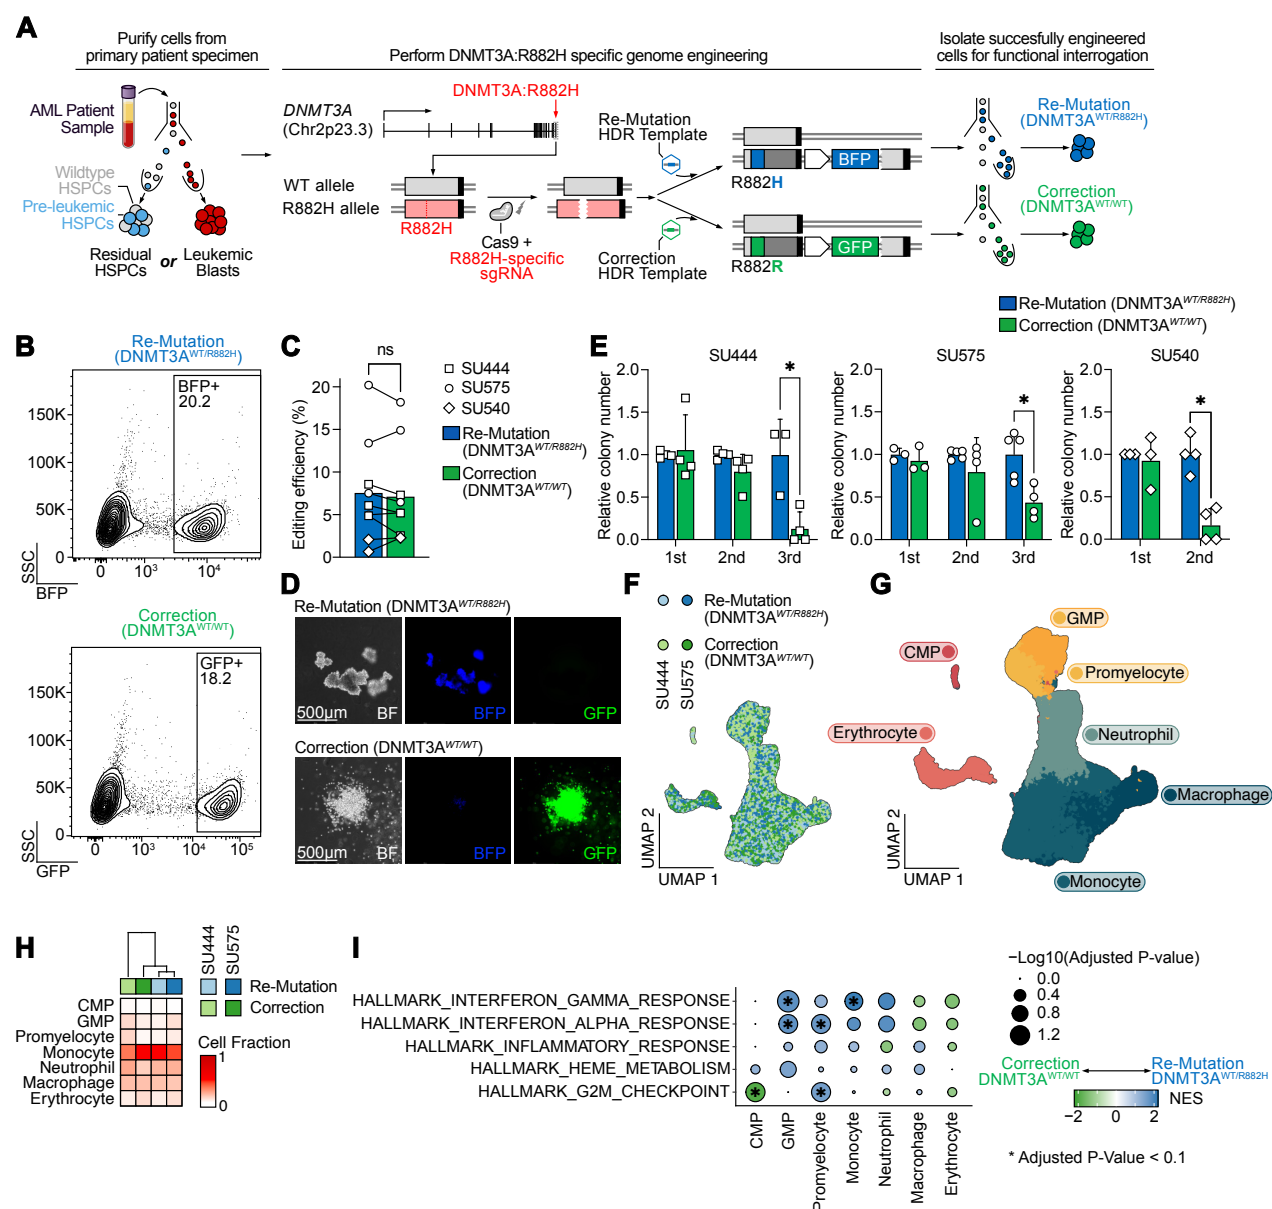 A
Purify cells from
primary patient specimen
Perform DNMT3A:R882H specific genome engineering
Isolate succesfully engineered
cells for functional interrogation
AML Patient
Sample
Wildtype
HSPCs
Pre-leukemic
HSPCs
Residual
HSPCs
or
Leukemic
Blasts
DNMT3A
(Chr2p23.3)
DNMT3A:R882H
WT allele
R882H allele
R882H
Cas9 +
R882H-specific
sgRNA
Re-Mutation
HDR Template
Correction
HDR Template
BFP
R882H
GFP
R882R
Re-Mutation
(DNMT3AWT/R882H)
Correction
(DNMT3AWT/WT)
B
Re-Mutation
(DNMT3AWT/R882H)
BFP+
20.2
150K
100K
50K
0
0 10³ 10⁴
SSC
BFP
Correction
(DNMT3AWT/WT)
GFP+
18.2
150K
100K
50K
0
0 10³ 10⁴ 10⁵
SSC
GFP
C
ns
Editing efficiency (%)
20
15
10
5
0
SU444
SU575
SU540
Re-Mutation
(DNMT3AWT/R882H)
Correction
(DNMT3AWT/WT)
D
Re-Mutation (DNMT3AWT/R882H)
500µm BF BFP GFP
Correction (DNMT3AWT/WT)
500µm BF BFP GFP
Re-Mutation (DNMT3AWT/R882H)
Correction (DNMT3AWT/WT)
E
SU444
Relative colony number
2.0
1.5
1.0
0.5
0.0
*
1st 2nd 3rd
SU575
Relative colony number
2.0
1.5
1.0
0.5
0.0
*
1st 2nd 3rd
SU540
Relative colony number
2.0
1.5
1.0
0.5
0.0
*
1st 2nd
F
Re-Mutation
(DNMT3AWT/R882H)
Correction
(DNMT3AWT/WT)
SU444
SU575
UMAP 2
UMAP 1
G
GMP
CMP
Promyelocyte
Erythrocyte
Neutrophil
Macrophage
Monocyte
UMAP 2
UMAP 1
H
SU444
SU575
Re-Mutation
Correction
CMP
GMP
Promyelocyte
Monocyte
Neutrophil
Macrophage
Erythrocyte
Cell Fraction
1
0
I
HALLMARK_INTERFERON_GAMMA_RESPONSE
HALLMARK_INTERFERON_ALPHA_RESPONSE
HALLMARK_INFLAMMATORY_RESPONSE
HALLMARK_HEME_METABOLISM
HALLMARK_G2M_CHECKPOINT
* *
* *
* *
CMP
GMP
Promyelocyte
Monocyte
Neutrophil
Macrophage
Erythrocyte
−Log10(Adjusted P-value)
0.0
0.4
0.8
1.2
Correction
DNMT3AWT/WT
Re-Mutation
DNMT3AWT/R882H
NES
−2 0 2
* Adjusted P-Value < 0.1